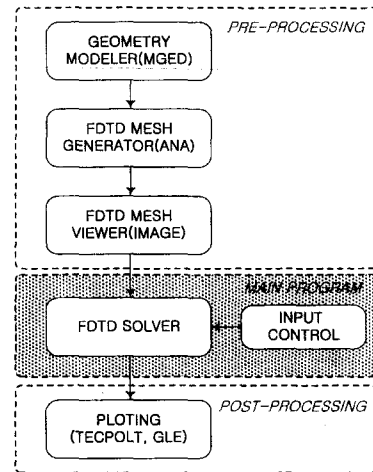 PRE-PROCESSING
GEOMETRY
MODELER(MGED)
FDTD MESH
GENERATOR(ANA)
FDTD MESH
VIEWER(IMAGE)
MAIN PROGRAM
FDTD SOLVER
INPUT
CONTROL
POST-PROCESSING
PLOTING
(TECPOLT, GLE)